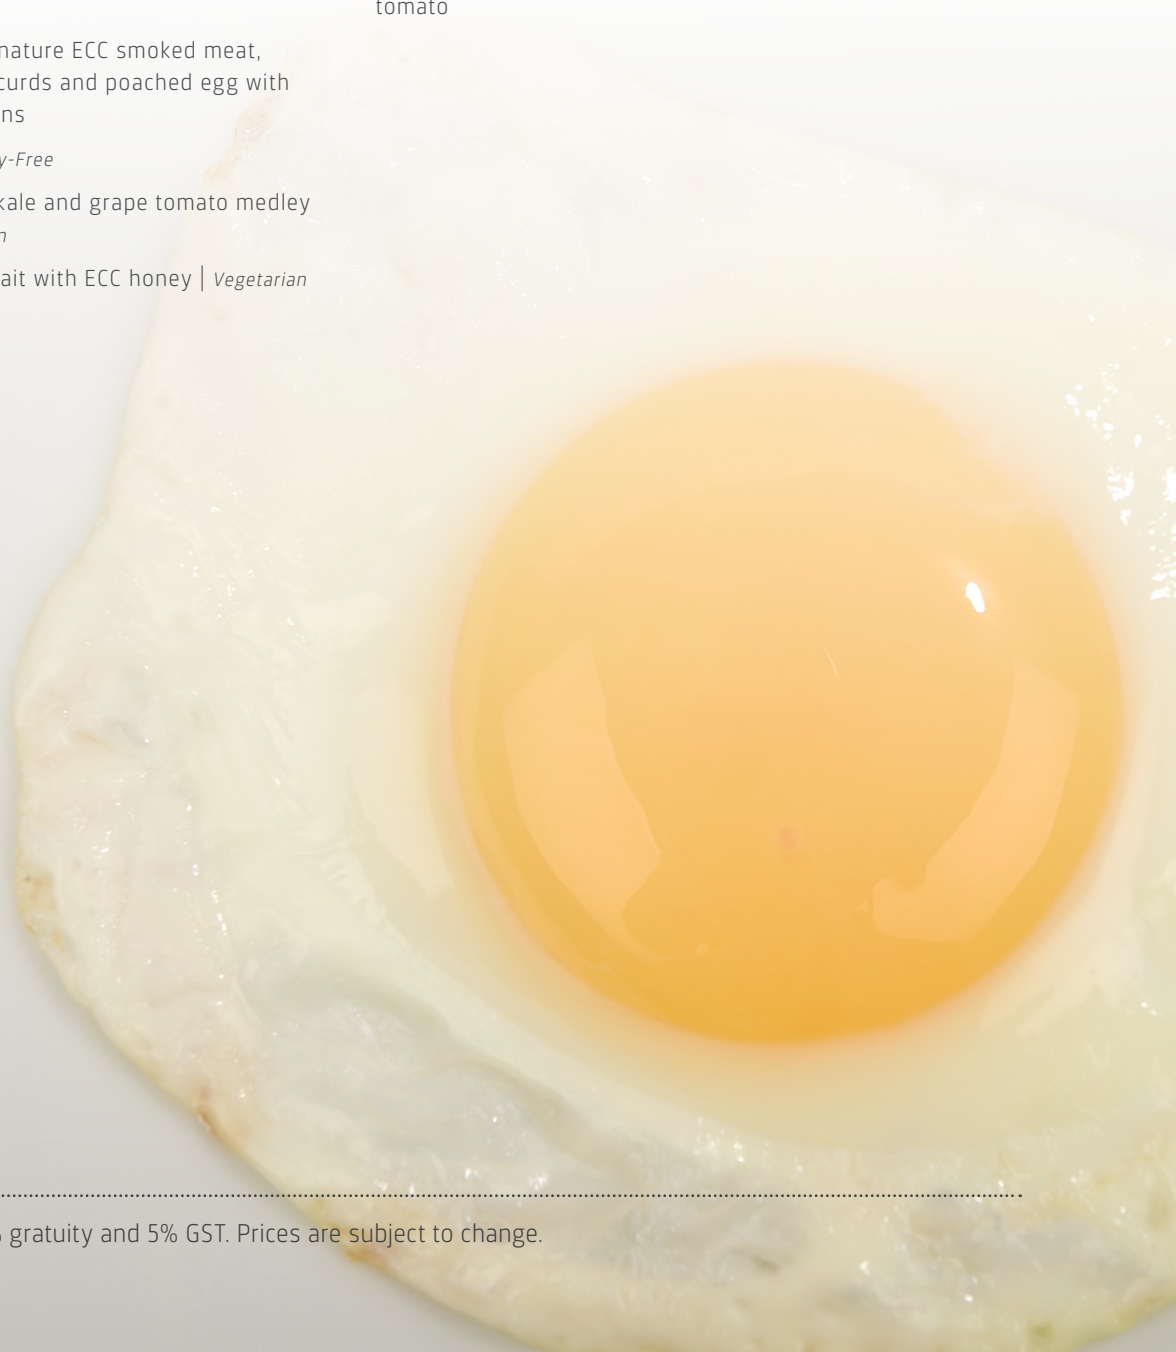 tomato
nature ECC smoked meat,
curds and poached egg with
ns
y-Free
kale and grape tomato medley
n
ait with ECC honey | Vegetarian
gratuity and 5% GST. Prices are subject to change.